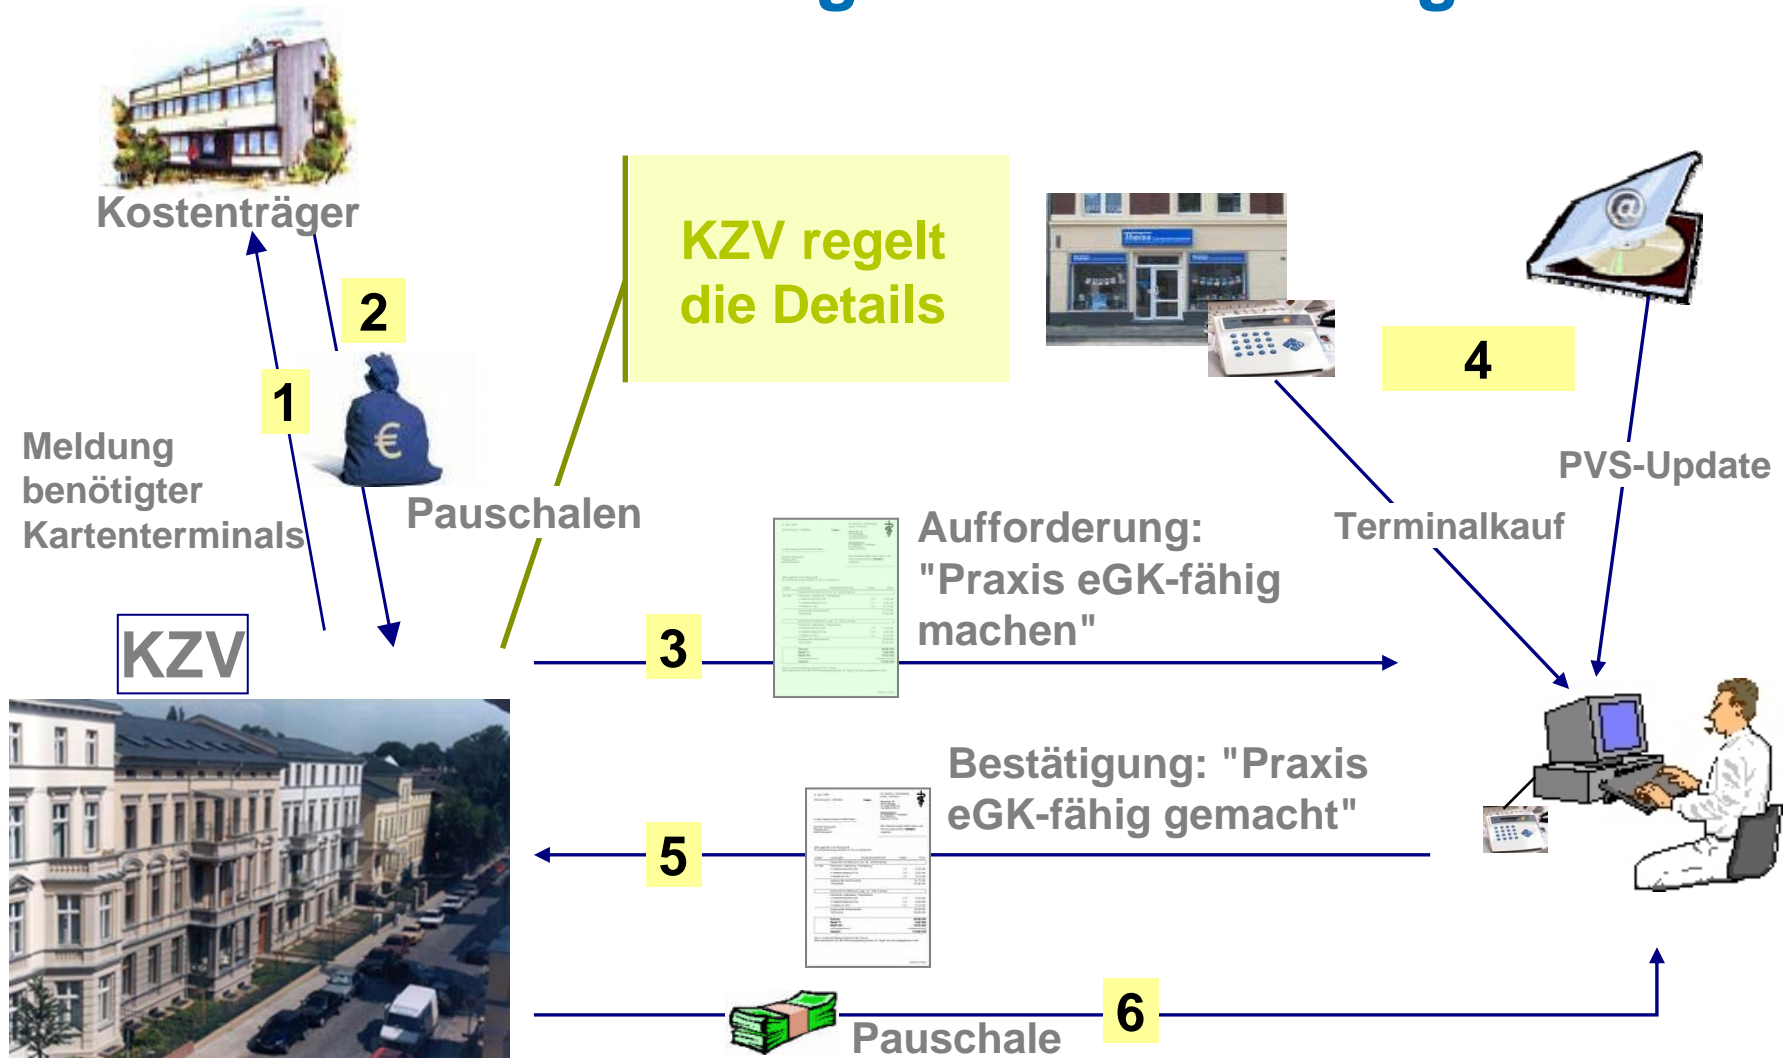 Kostenträger
KZV regelt
die Details
Theiss
2
4
1
€
@
Meldung
benötigter
Kartenterminals
PVS-Update
Pauschalen
Aufforderung:
"Praxis eGK-fähig
machen"
Terminalkauf
KZV
3
Bestätigung: "Praxis
eGK-fähig gemacht"
5
6
Pauschale